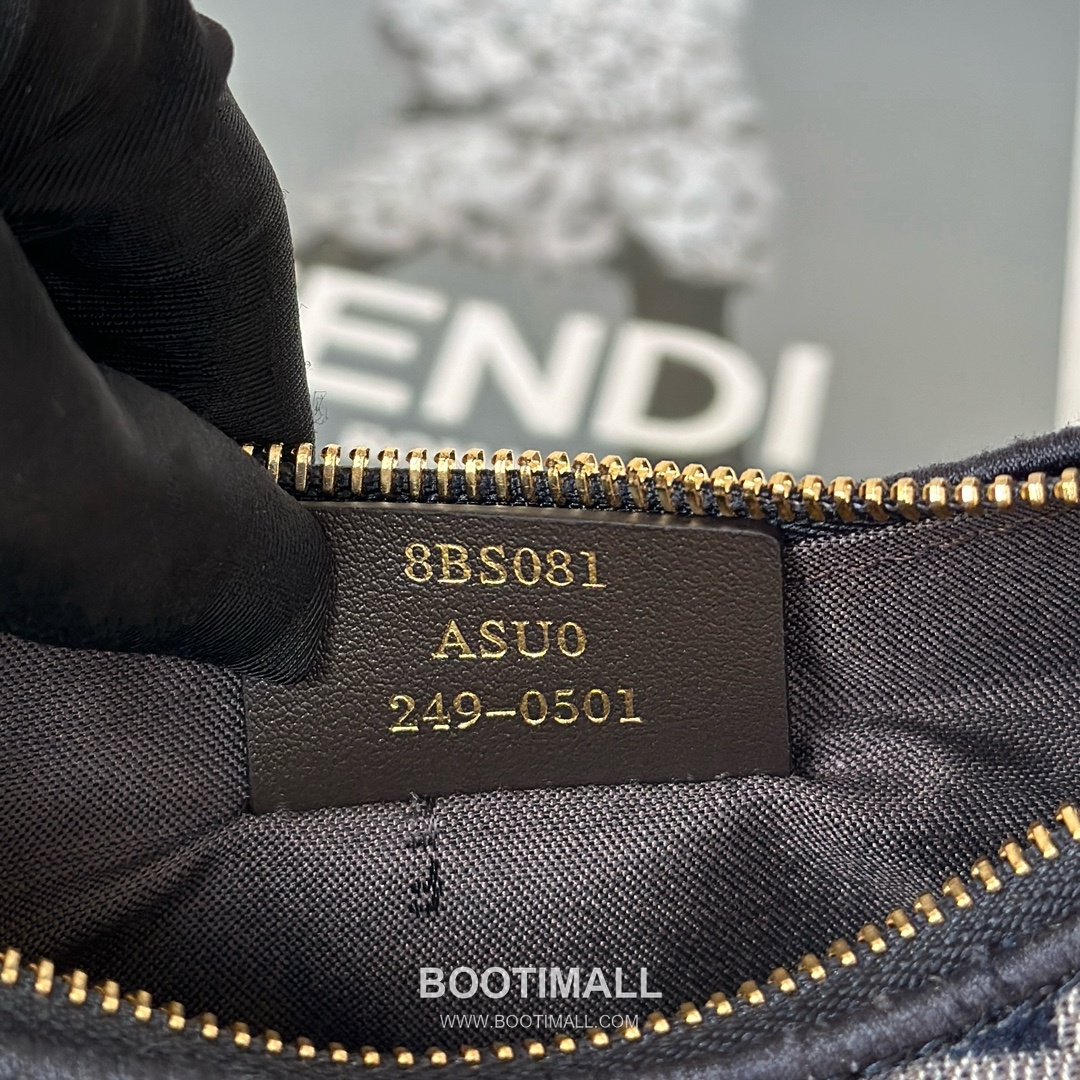 ENDI
8BS081
ASU0
249-0501
BOOTIMALL
WWW.BOOTIMALL.COM